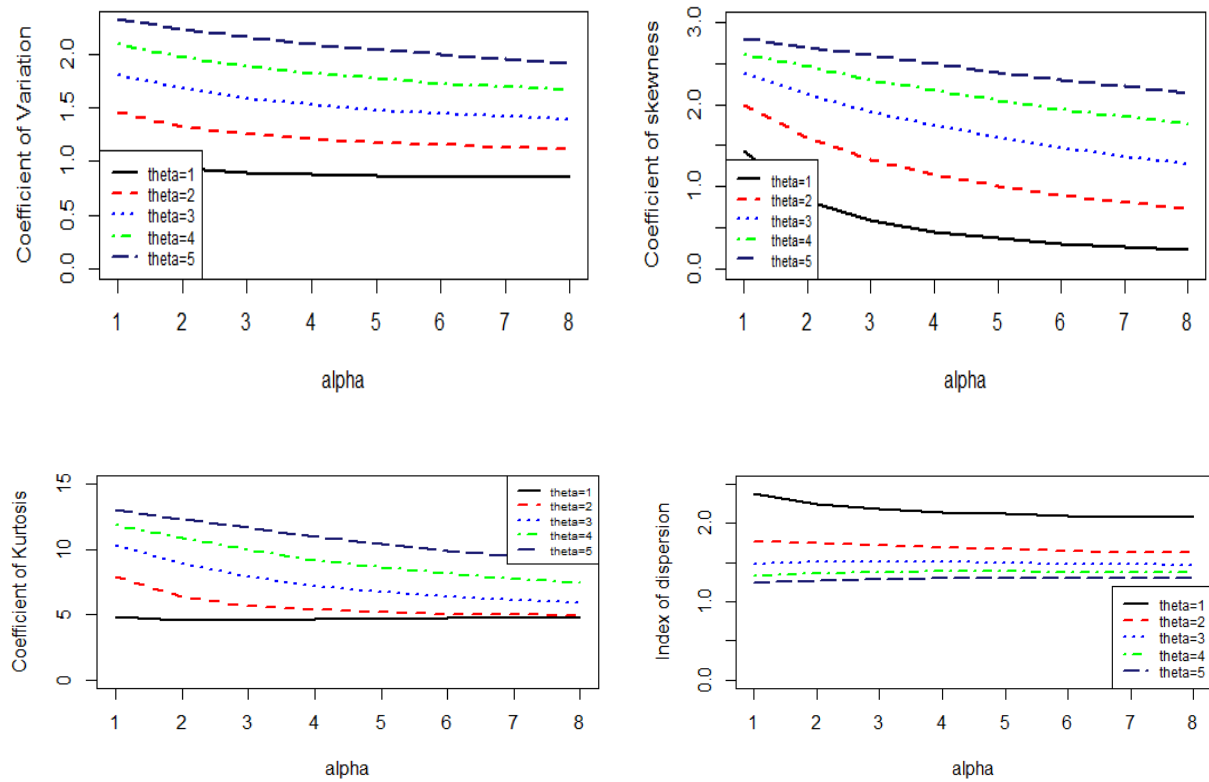 Coefficient of Variation
0.0 0.5 1.0 1.5 2.0
theta=1
theta=2
theta=3
theta=4
theta=5
1 2 3 4 5 6 7 8
alpha
Coefficient of skewness
0.0 1.0 2.0 3.0
theta=1
theta=2
theta=3
theta=4
theta=5
1 2 3 4 5 6 7 8
alpha
Coefficient of Kurtosis
0 5 10 15
theta=1
theta=2
theta=3
theta=4
theta=5
1 2 3 4 5 6 7 8
alpha
Index of dispersion
0.0 1.0 2.0
theta=1
theta=2
theta=3
theta=4
theta=5
1 2 3 4 5 6 7 8
alpha